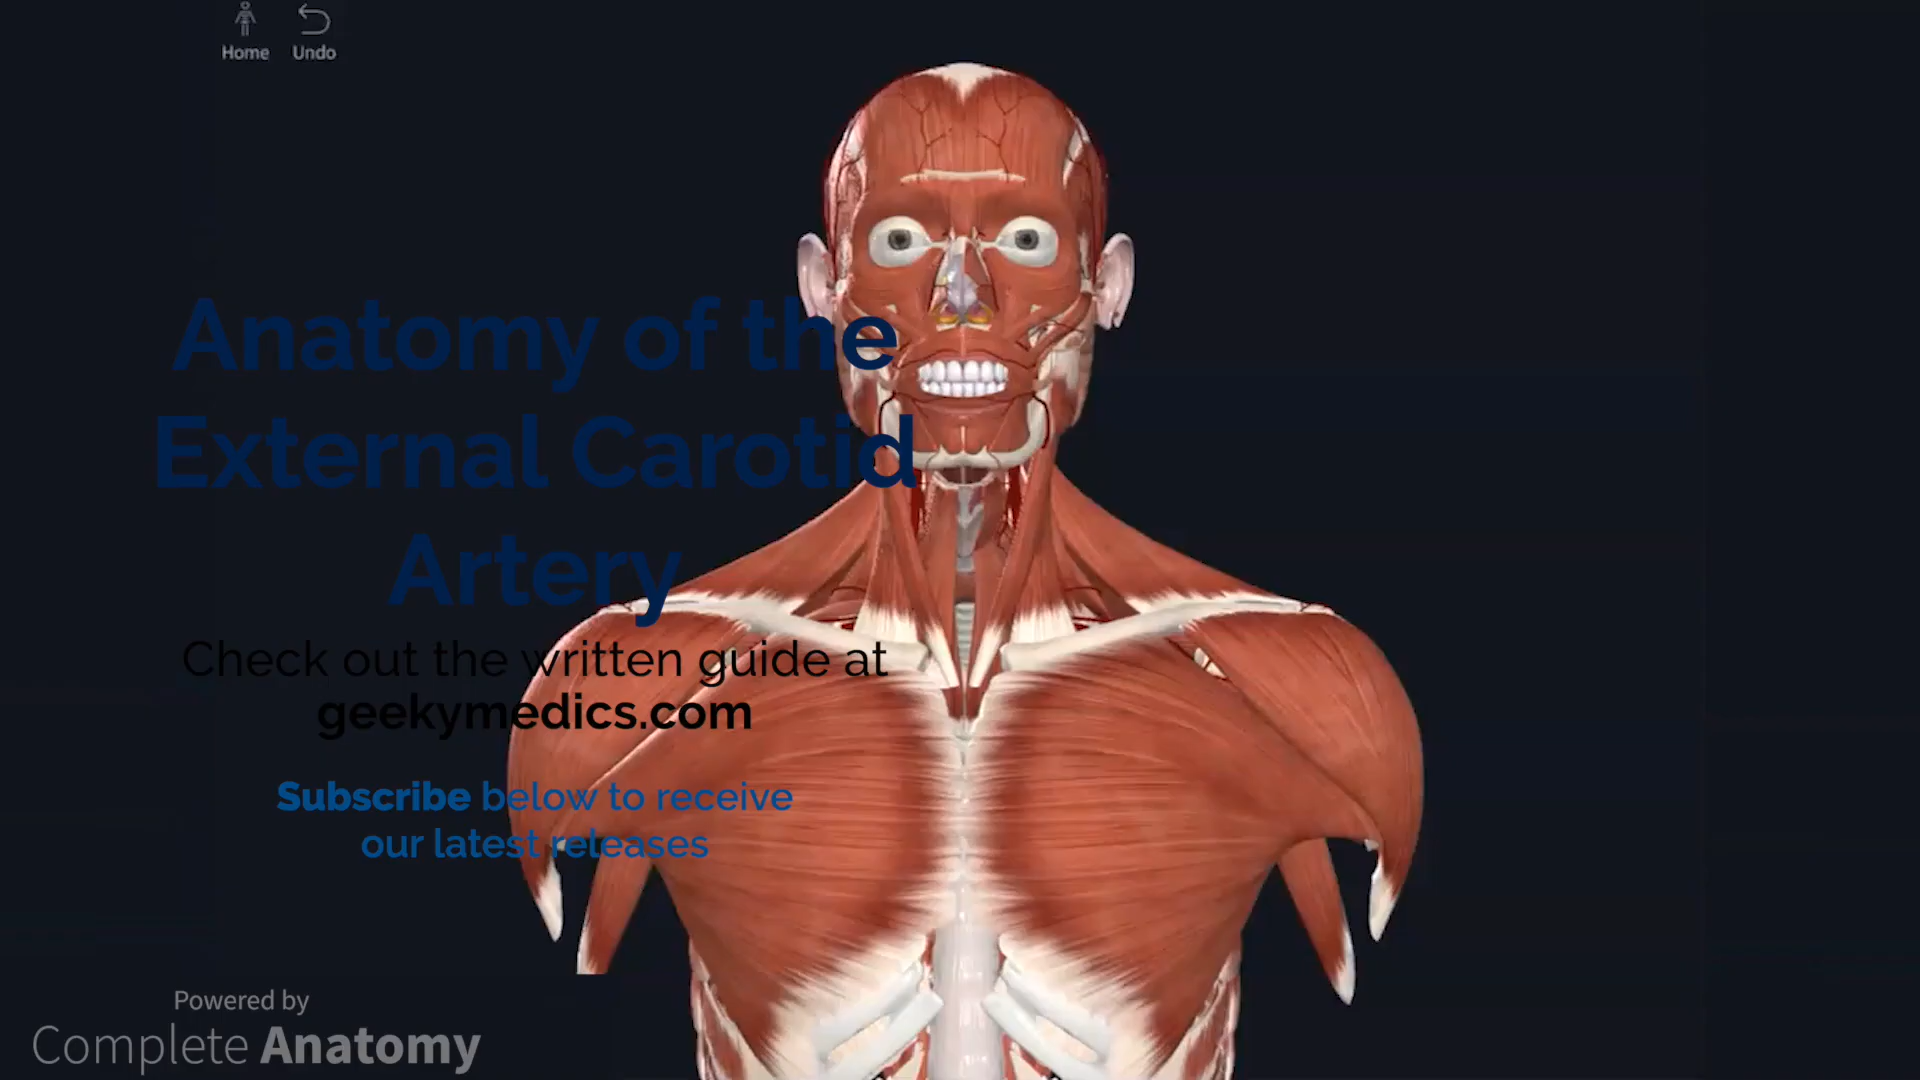 Home Undo
Anatomy of the
External Carotid
Artery
Check out the written guide at
geekymedics.com
Subscribe below to receive
our latest releases
Powered by
Complete Anatomy